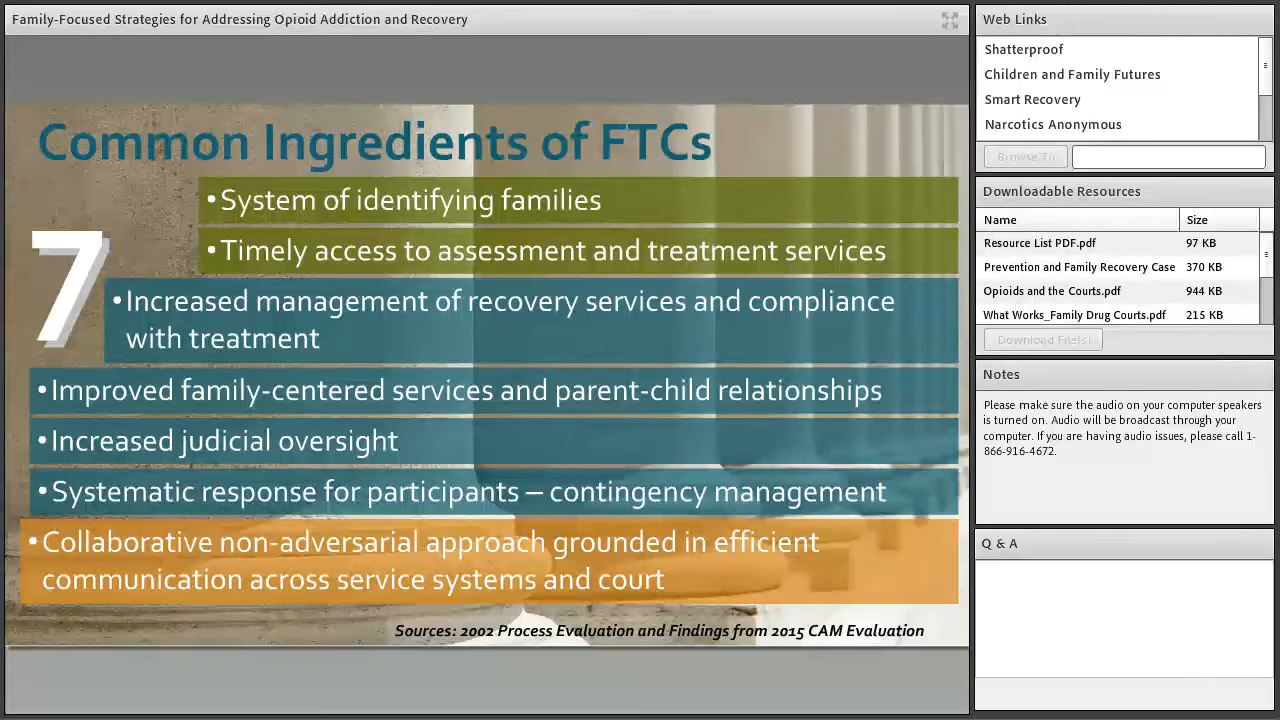 Family-Focused Strategies for Addressing Opioid Addiction and Recovery
Common Ingredients of FTCs
7
• System of identifying families
• Timely access to assessment and treatment services
• Increased management of recovery services and compliance
with treatment
• Improved family-centered services and parent-child relationships
• Increased judicial oversight
• Systematic response for participants – contingency management
• Collaborative non-adversarial approach grounded in efficient
communication across service systems and court
Sources: 2002 Process Evaluation and Findings from 2015 CAM Evaluation
Web Links
Shatterproof
Children and Family Futures
Smart Recovery
Narcotics Anonymous
Browse To
Downloadable Resources
Name Size
Resource List PDF.pdf 97 KB
Prevention and Family Recovery Case 370 KB
Opioids and the Courts.pdf 944 KB
What Works_Family Drug Courts.pdf 215 KB
Download File(s)
Notes
Please make sure the audio on your computer speakers
is turned on. Audio will be broadcast through your
computer. If you are having audio issues, please call 1-
866-916-4672.
Q & A